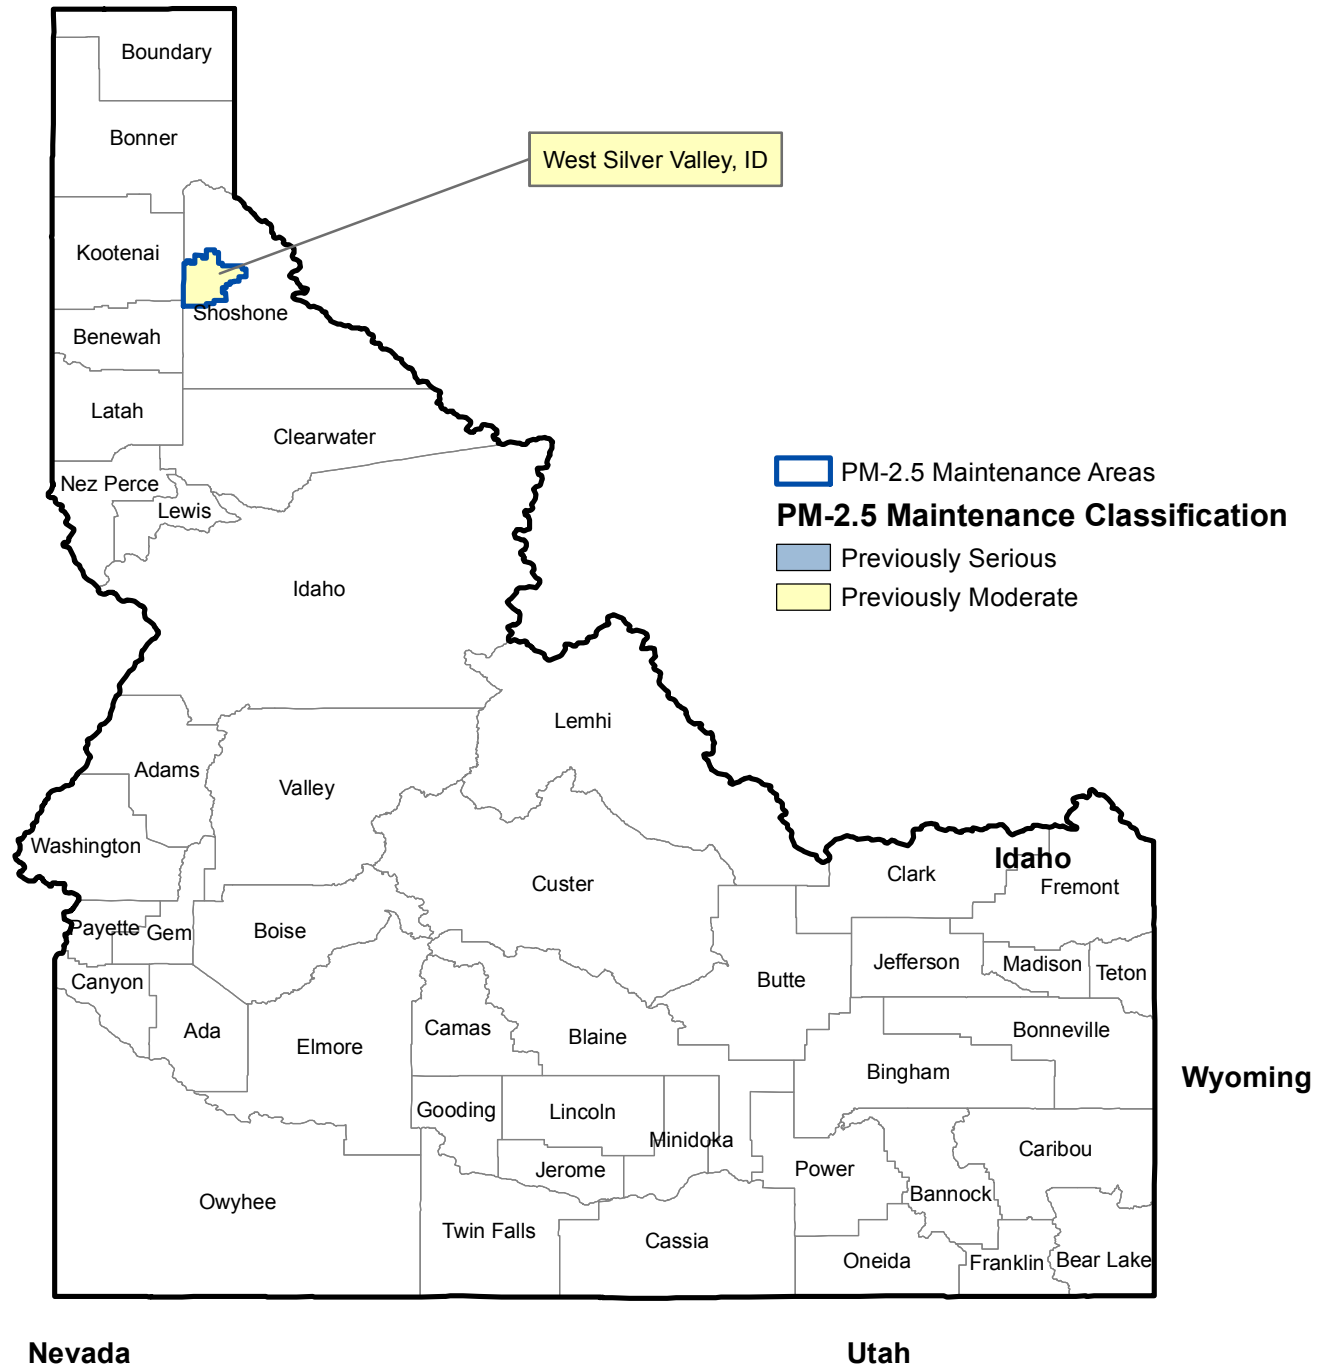 Boundary
Bonner
West Silver Valley, ID
Kootenai
Shoshone
Benewah
Latah
Clearwater
PM-2.5 Maintenance Areas
Nez Perce
Lewis
PM-2.5 Maintenance Classification
Previously Serious
Idaho
Previously Moderate
Lemhi
Adams
Valley
Washington
Idaho
Clark
Custer
Fremont
Payette
Gem
Boise
Jefferson
Madison
Teton
Canyon
Butte
Ada
Camas
Blaine
Bonneville
Elmore
Bingham
Wyoming
Gooding
Lincoln
Minidoka
Caribou
Jerome
Power
Bannock
Owyhee
Twin Falls
Cassia
Oneida
Franklin
Bear Lake
Nevada
Utah